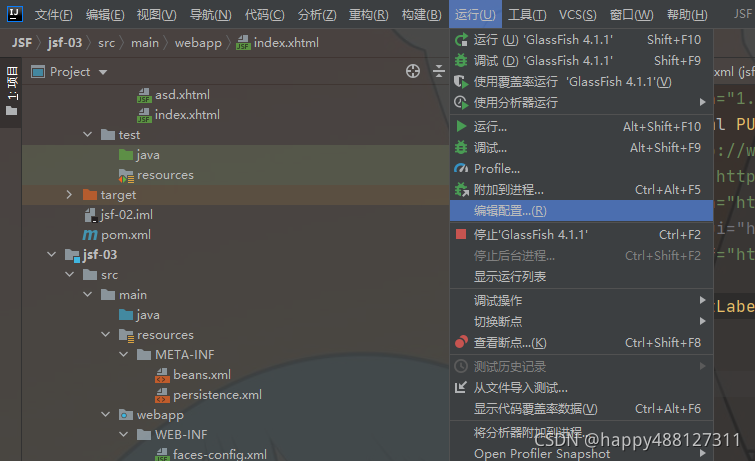 文件(F) 编辑(E) 视图(V) 导航(N) 代码(C) 分析(Z) 重构(R) 构建(B) 运行(U) 工具(T) VCS(S) 窗口(W) 帮助(H) JSF
JSF jsf-03 src main webapp index.xhtml
1: 项目
Project
asd.xhtml
index.xhtml
test
java
resources
target
jsf-02.iml
pom.xml
jsf-03
src
main
java
resources
META-INF
beans.xml
persistence.xml
webapp
WEB-INF
faces-config.xml
运行 (U) 'GlassFish 4.1.1' Shift+F10
调试 (D) 'GlassFish 4.1.1' Shift+F9
使用覆盖率运行 'GlassFish 4.1.1'(V)
使用分析器运行
运行... Alt+Shift+F10
调试... Alt+Shift+F9
Profile...
附加到进程... Ctrl+Alt+F5
编辑配置...(R)
停止'GlassFish 4.1.1' Ctrl+F2
停止后台进程... Ctrl+Shift+F2
显示运行列表
调试操作
切换断点
查看断点...(K) Ctrl+Shift+F8
测试历史记录
从文件导入测试...
显示代码覆盖率数据(V) Ctrl+Alt+F6
将分析器附加到进程...
Open Profiler Snapshot
xml (jsf
="1.
l PU
://w
http
="ht
i="h
="ht
tLabe
CSDN @happy488127311